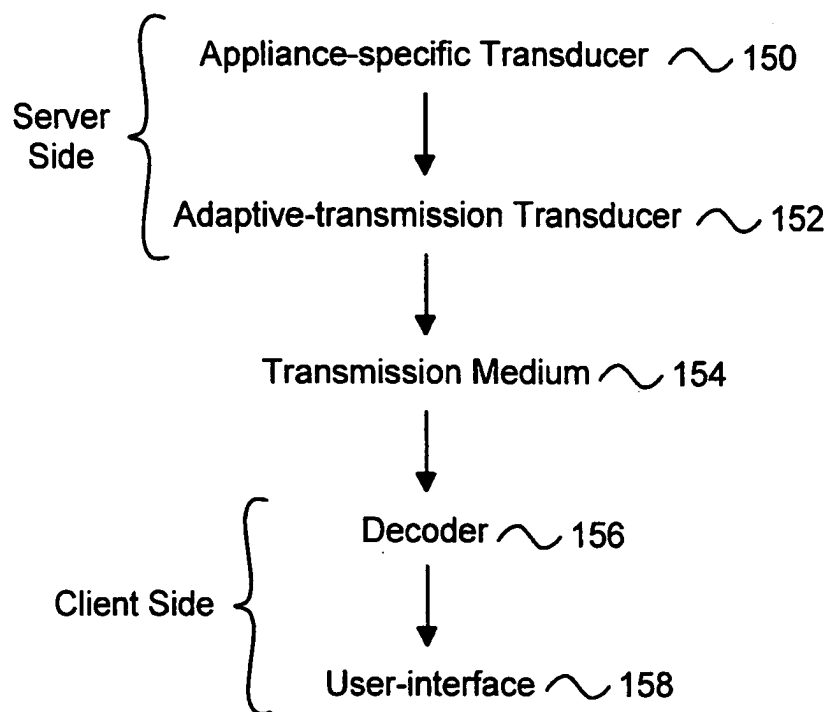 Appliance-specific Transducer 150
Server
Side
Adaptive-transmission Transducer 152
Transmission Medium 154
Decoder 156
Client Side
User-interface 158